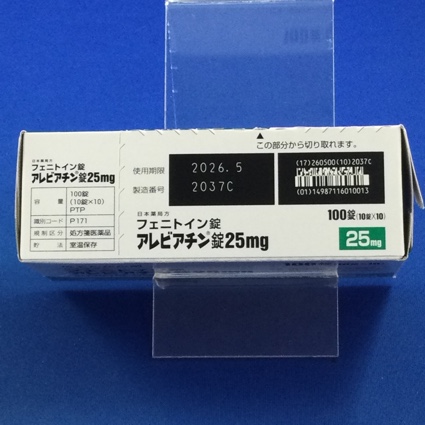 日本薬局方
フェニトイン錠
アレビアチン錠25mg
容 量 100錠
(10錠×10)
PTP
識別コード P171
規制区分 処方箋医薬品
貯 法 室温保存
▲
この部分から切り取れます。
使用期限 2026.5
製造番号 2037C
(17)260500(10)2037C
(01)14987116010013
日本薬局方
フェニトイン錠
アレビアチン®錠25mg
100錠(10錠×10)
25mg